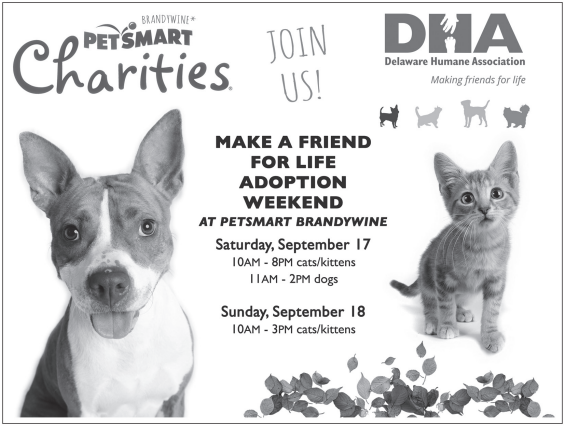 BRANDYWINE*
PETSMART
Charities®
JOIN
US!
DHA
Delaware Humane Association
Making friends for life
MAKE A FRIEND
FOR LIFE
ADOPTION
WEEKEND
AT PETSMART BRANDYWINE
Saturday, September 17
10AM - 8PM cats/kittens
11AM - 2PM dogs
Sunday, September 18
10AM - 3PM cats/kittens